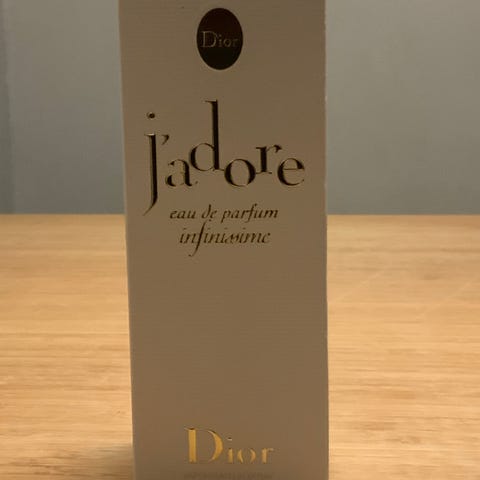 Dior
j'adore
eau de parfum
infinissime
Dior